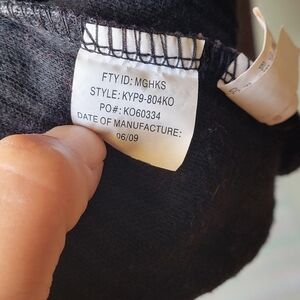 FTY ID: MGHKS
STYLE: KYP9-804KO
PO#: KO60334
DATE OF MANUFACTURE:
06/09